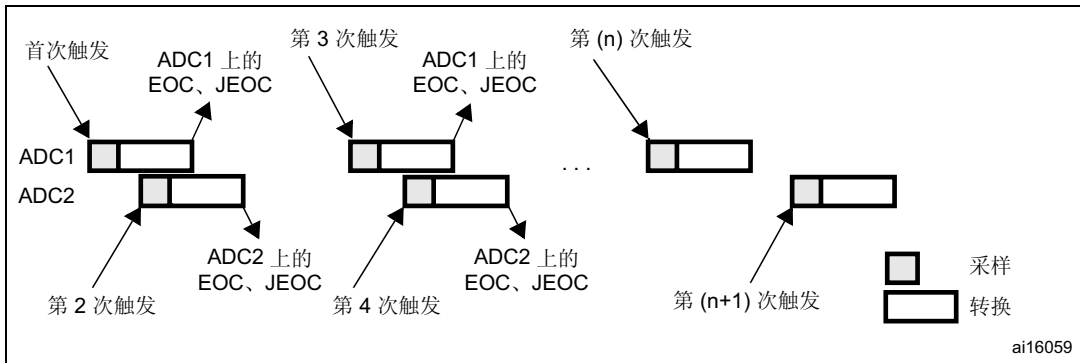 首次触发
ADC1 上的
EOC、JEOC
第 3 次触发
ADC1 上的
EOC、JEOC
第 (n) 次触发
ADC1
ADC2
. . .
ADC2 上的
EOC、JEOC
第 2 次触发
ADC2 上的
EOC、JEOC
第 4 次触发
第 (n+1) 次触发
采样
转换
ai16059